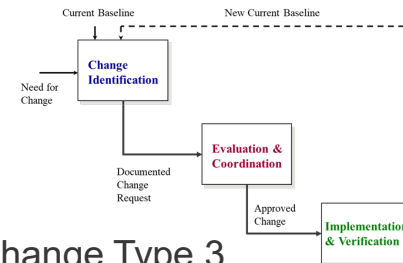 Current Baseline
New Current Baseline
Change
Identification
Need for
Change
Evaluation &
Coordination
Documented
Change
Request
Approved
Change
Implementation
& Verification
hange Type 3